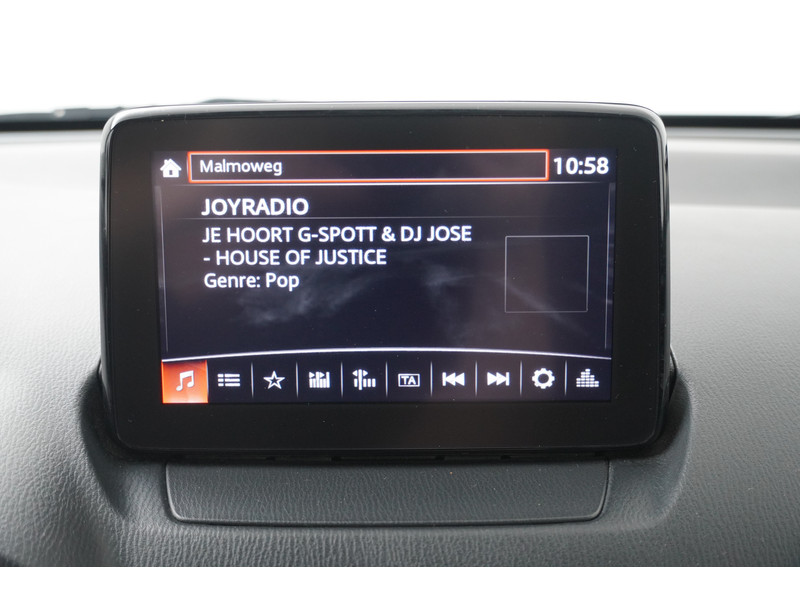 Malmoweg
10:58
JOYRADIO
JE HOORT G-SPOTT & DJ JOSE
- HOUSE OF JUSTICE
Genre: Pop
TA